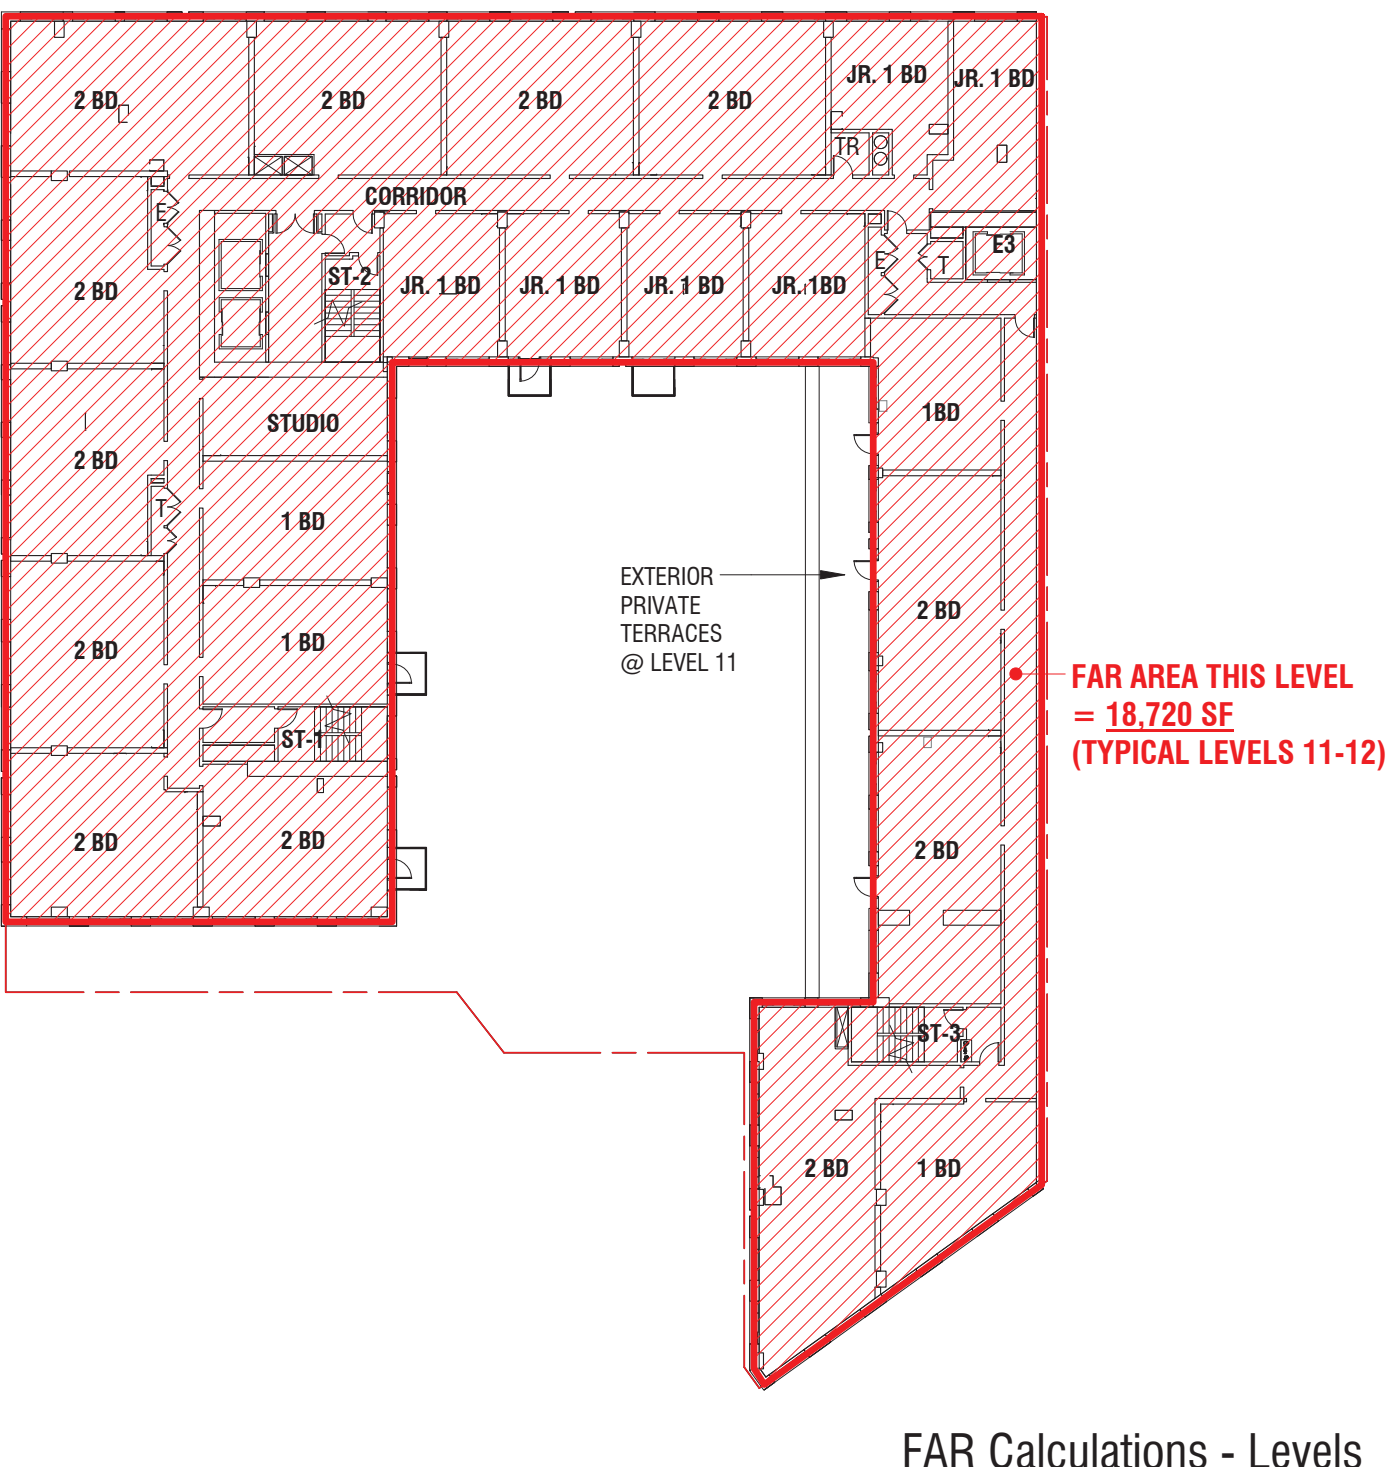 2 BD
2 BD
2 BD
2 BD
JR. 1 BD
JR. 1 BD
TR
CORRIDOR
E
2 BD
ST-2
JR. 1 BD
JR. 1 BD
JR. 1 BD
JR. 1BD
E
T
E3
STUDIO
1BD
2 BD
T
1 BD
EXTERIOR
PRIVATE
TERRACES
@ LEVEL 11
2 BD
2 BD
1 BD
FAR AREA THIS LEVEL
= 18,720 SF
(TYPICAL LEVELS 11-12)
ST-1
2 BD
2 BD
2 BD
ST-3
2 BD
1 BD
FAR Calculations - Levels